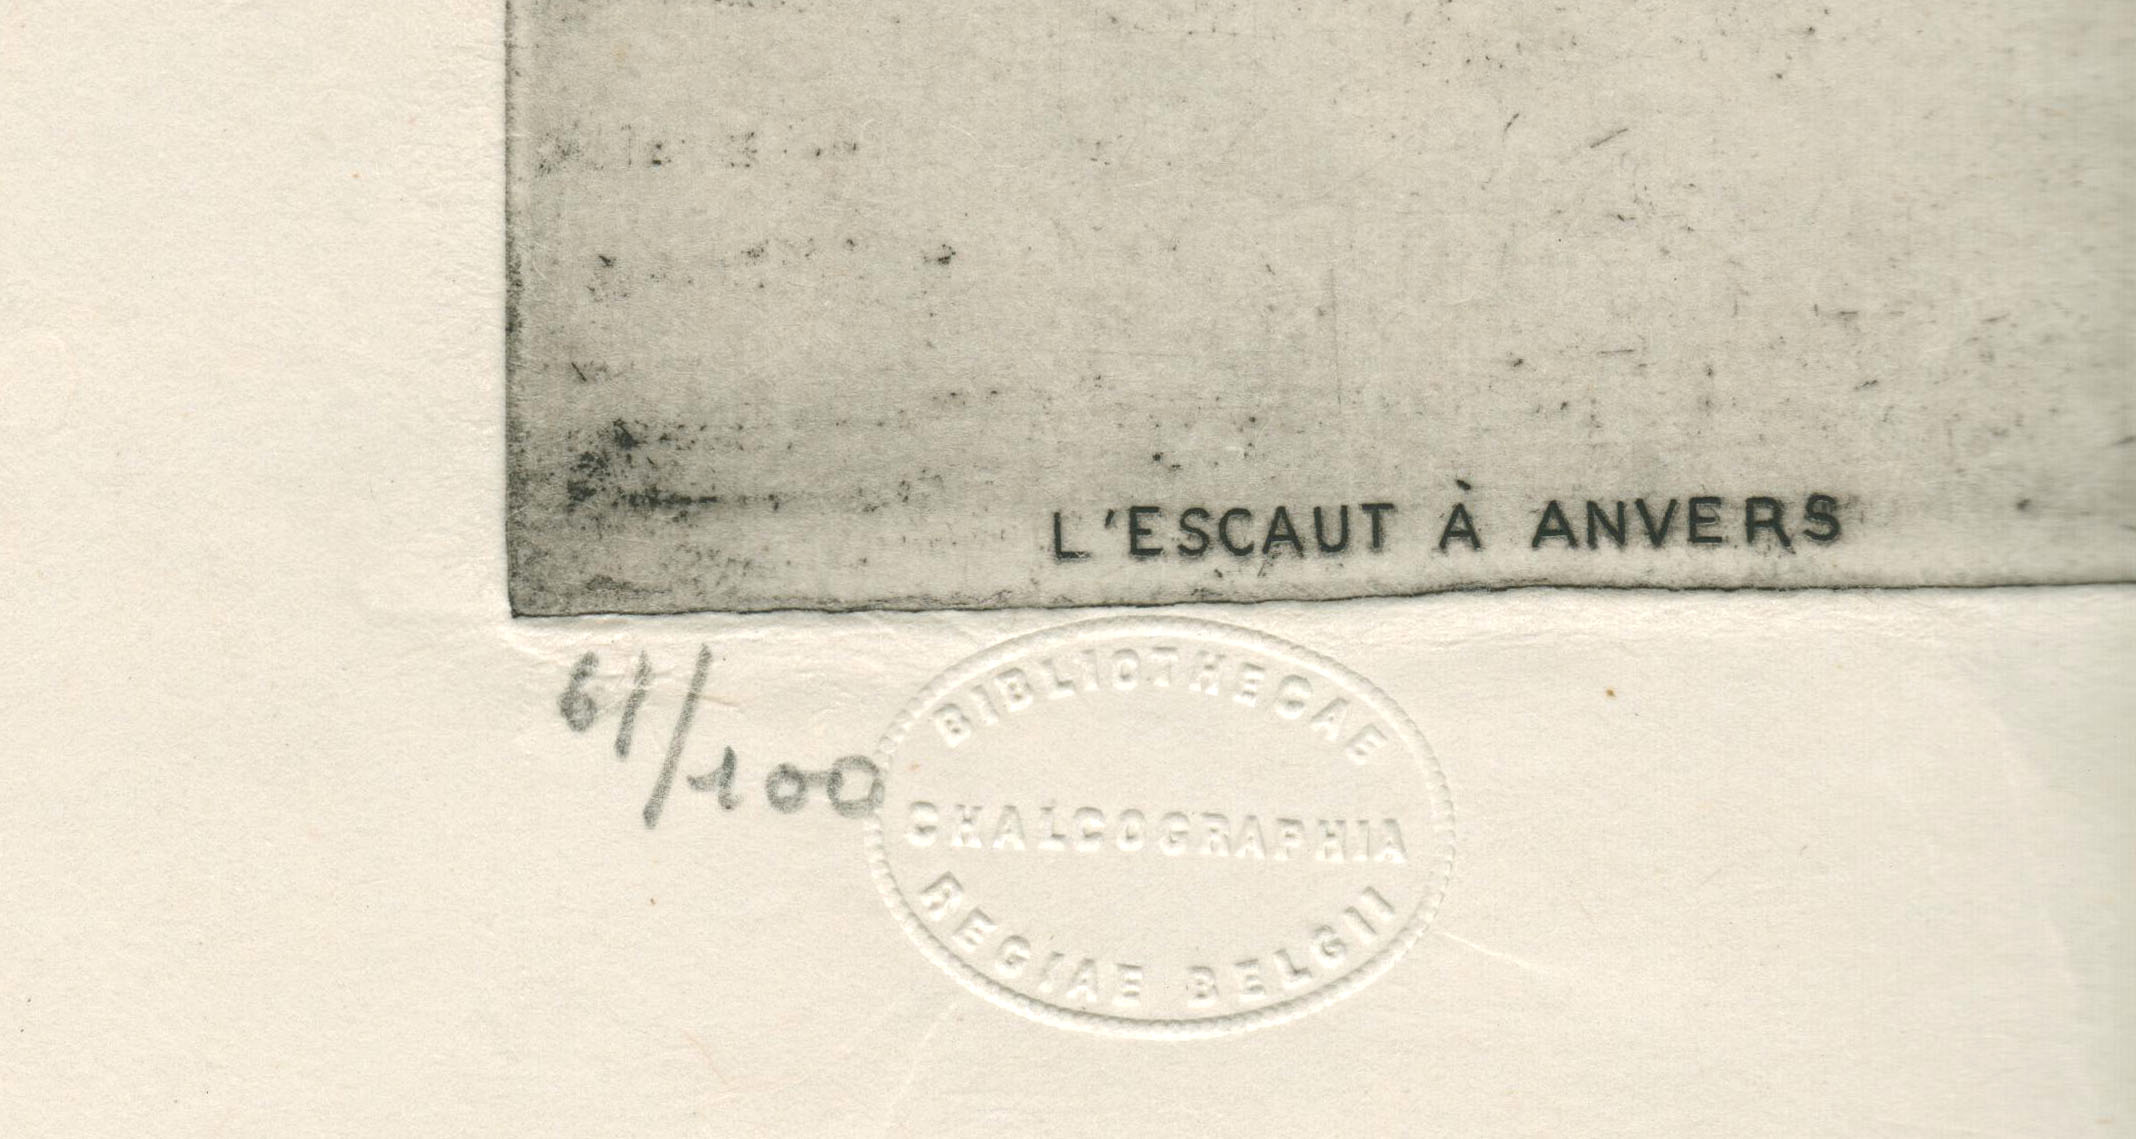 L'ESCAUT À ANVERS
61/100
BIBLIOTHECAE
CHALCOGRAPHIA
REGIAE BELGII